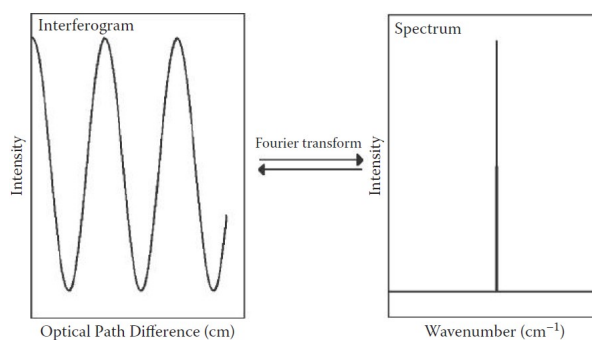 Interferogram
Intensity
Optical Path Difference (cm)
Fourier transform
Spectrum
Intensity
Wavenumber (cm⁻¹)